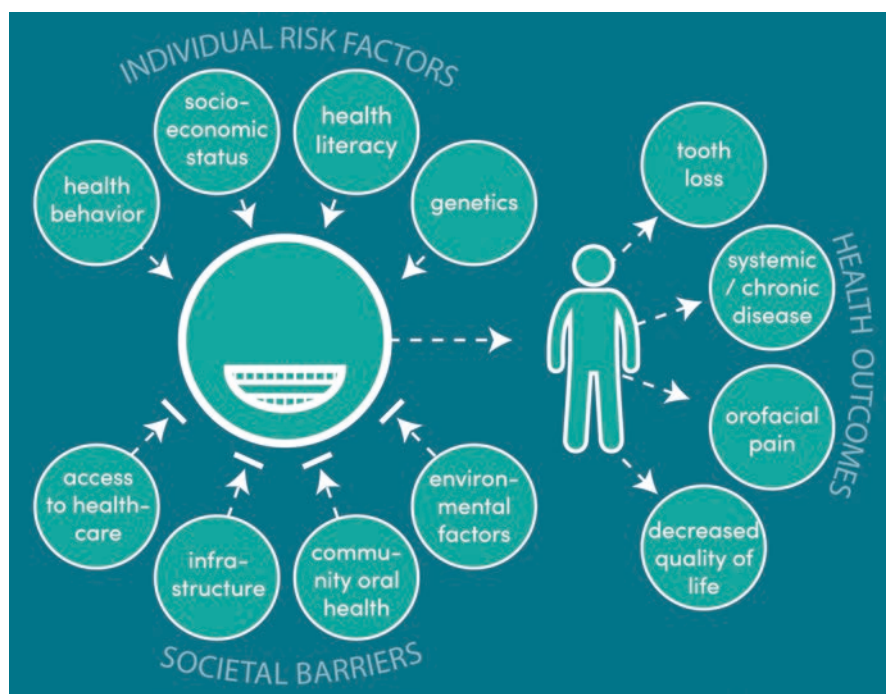 INDIVIDUAL RISK FACTORS
health
behavior
socio-
economic
status
health
literacy
genetics
access
to health-
care
infra-
structure
commu-
nity oral
health
environ-
mental
factors
SOCIETAL BARRIERS
tooth
loss
systemic
/ chronic
disease
orofacial
pain
decreased
quality of
life
HEALTH OUTCOMES